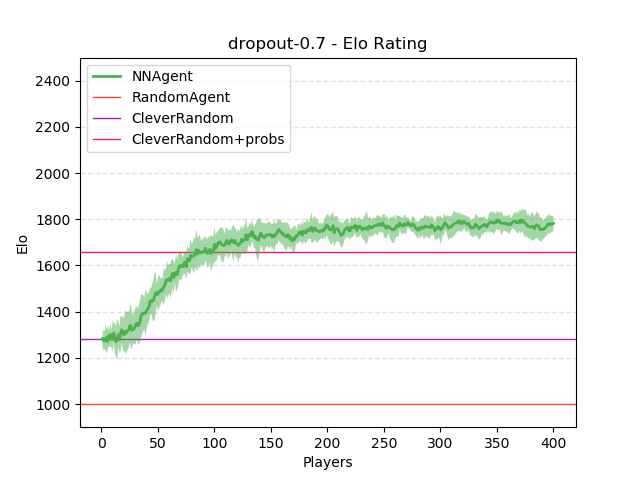 dropout-0.7 - Elo Rating
NNAgent
RandomAgent
CleverRandom
CleverRandom+probs
2400
2200
2000
1800
1600
1400
1200
1000
Elo
0 50 100 150 200 250 300 350 400
Players